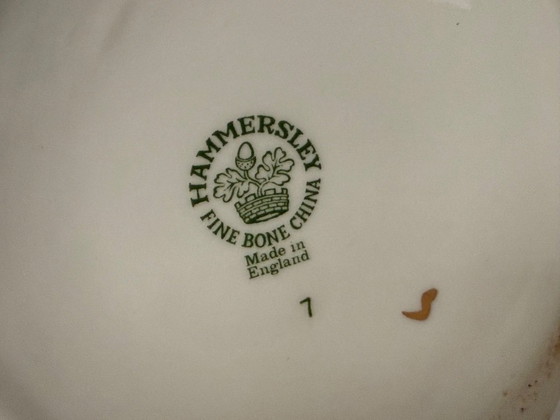 HAMMERSLEY
FINE BONE CHINA
Made in
England
7